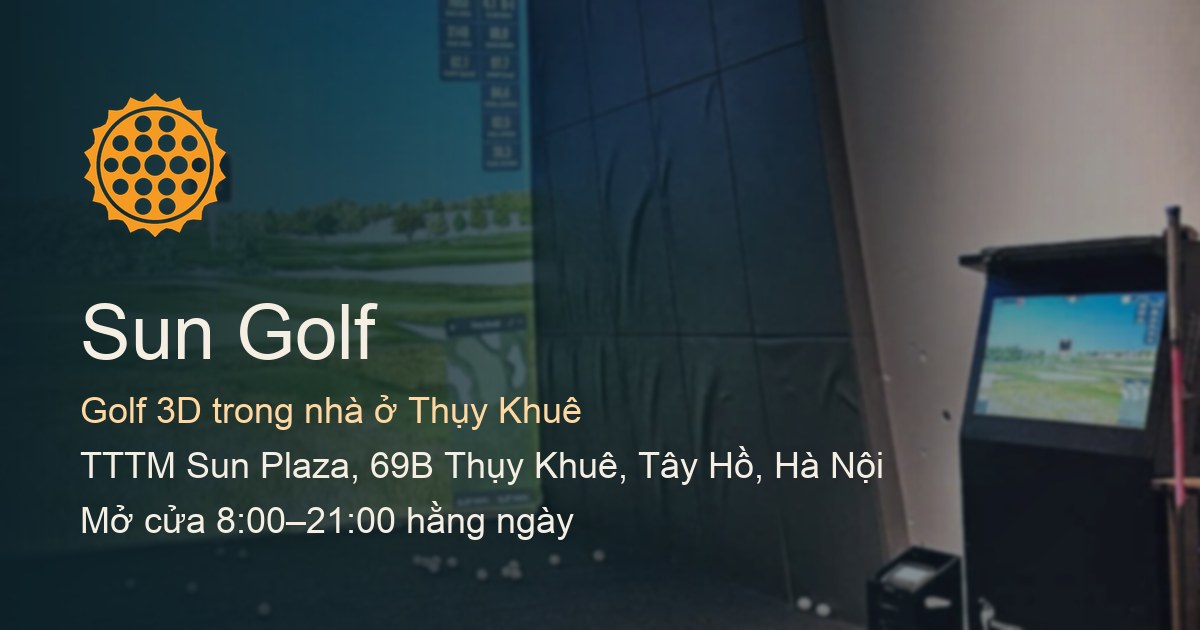 Sun Golf
Golf 3D trong nhà ở Thụy Khuê
TTTM Sun Plaza, 69B Thụy Khuê, Tây Hồ, Hà Nội
Mở cửa 8:00–21:00 hằng ngày